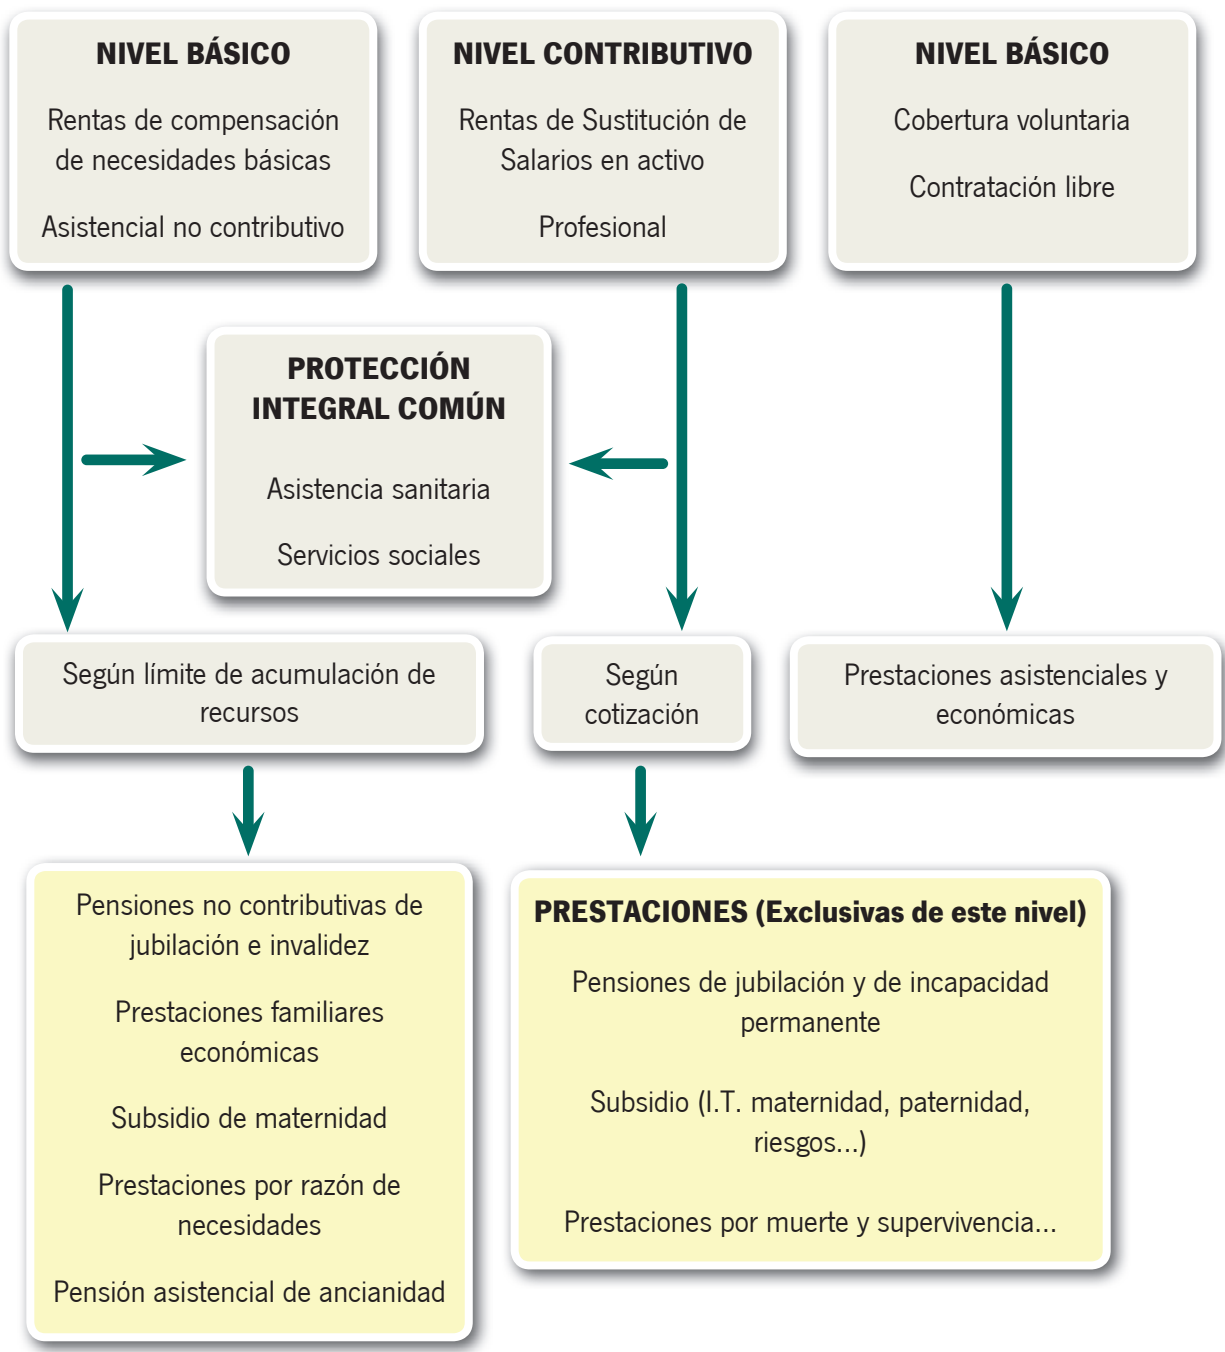 NIVEL BÁSICO
Rentas de compensación
de necesidades básicas
Asistencial no contributivo
NIVEL CONTRIBUTIVO
Rentas de Sustitución de
Salarios en activo
Profesional
NIVEL BÁSICO
Cobertura voluntaria
Contratación libre
PROTECCIÓN
INTEGRAL COMÚN
Asistencia sanitaria
Servicios sociales
Según límite de acumulación de
recursos
Según
cotización
Prestaciones asistenciales y
económicas
Pensiones no contributivas de
jubilación e invalidez
Prestaciones familiares
económicas
Subsidio de maternidad
Prestaciones por razón de
necesidades
Pensión asistencial de ancianidad
PRESTACIONES (Exclusivas de este nivel)
Pensiones de jubilación y de incapacidad
permanente
Subsidio (I.T. maternidad, paternidad,
riesgos...)
Prestaciones por muerte y supervivencia...